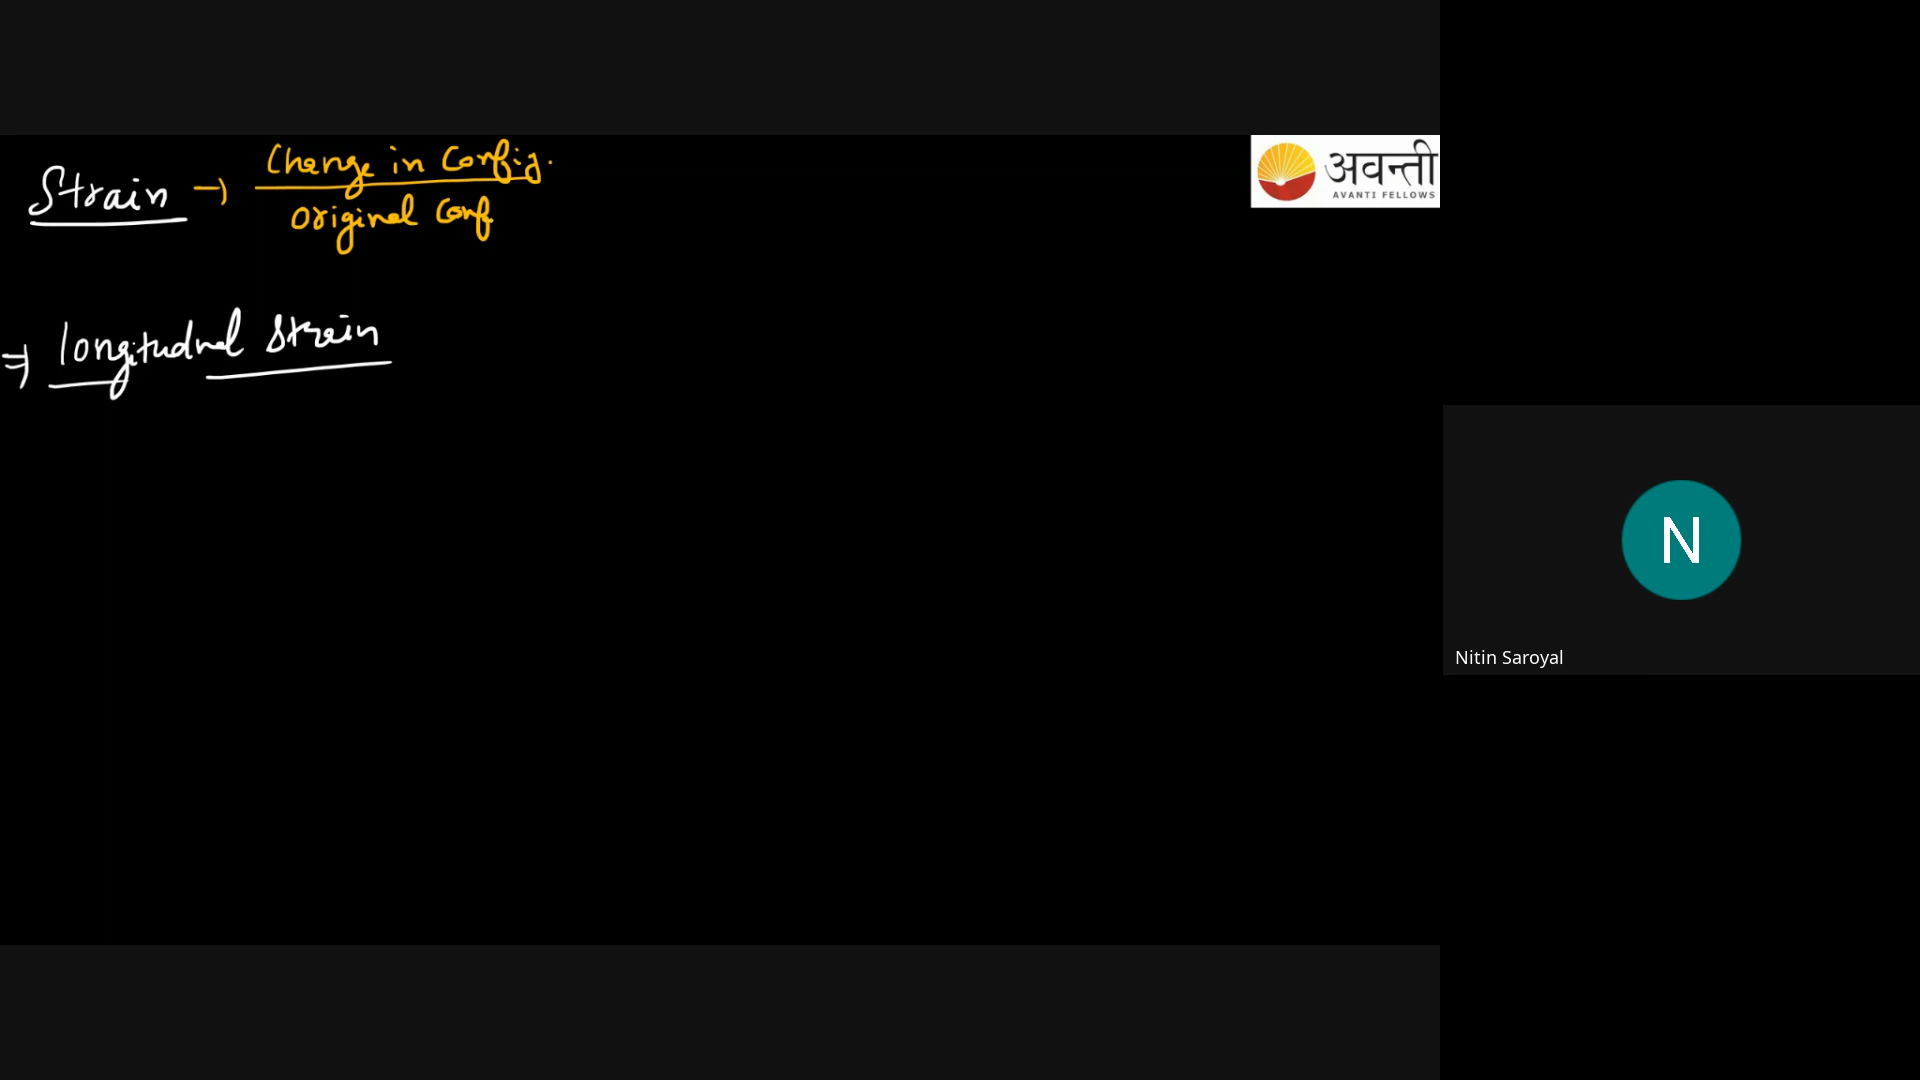 Strain → Change in Config.
Original Conf.
⇒ longitudnal strain
अवन्ती
AVANTI FELLOWS
N
Nitin Saroyal